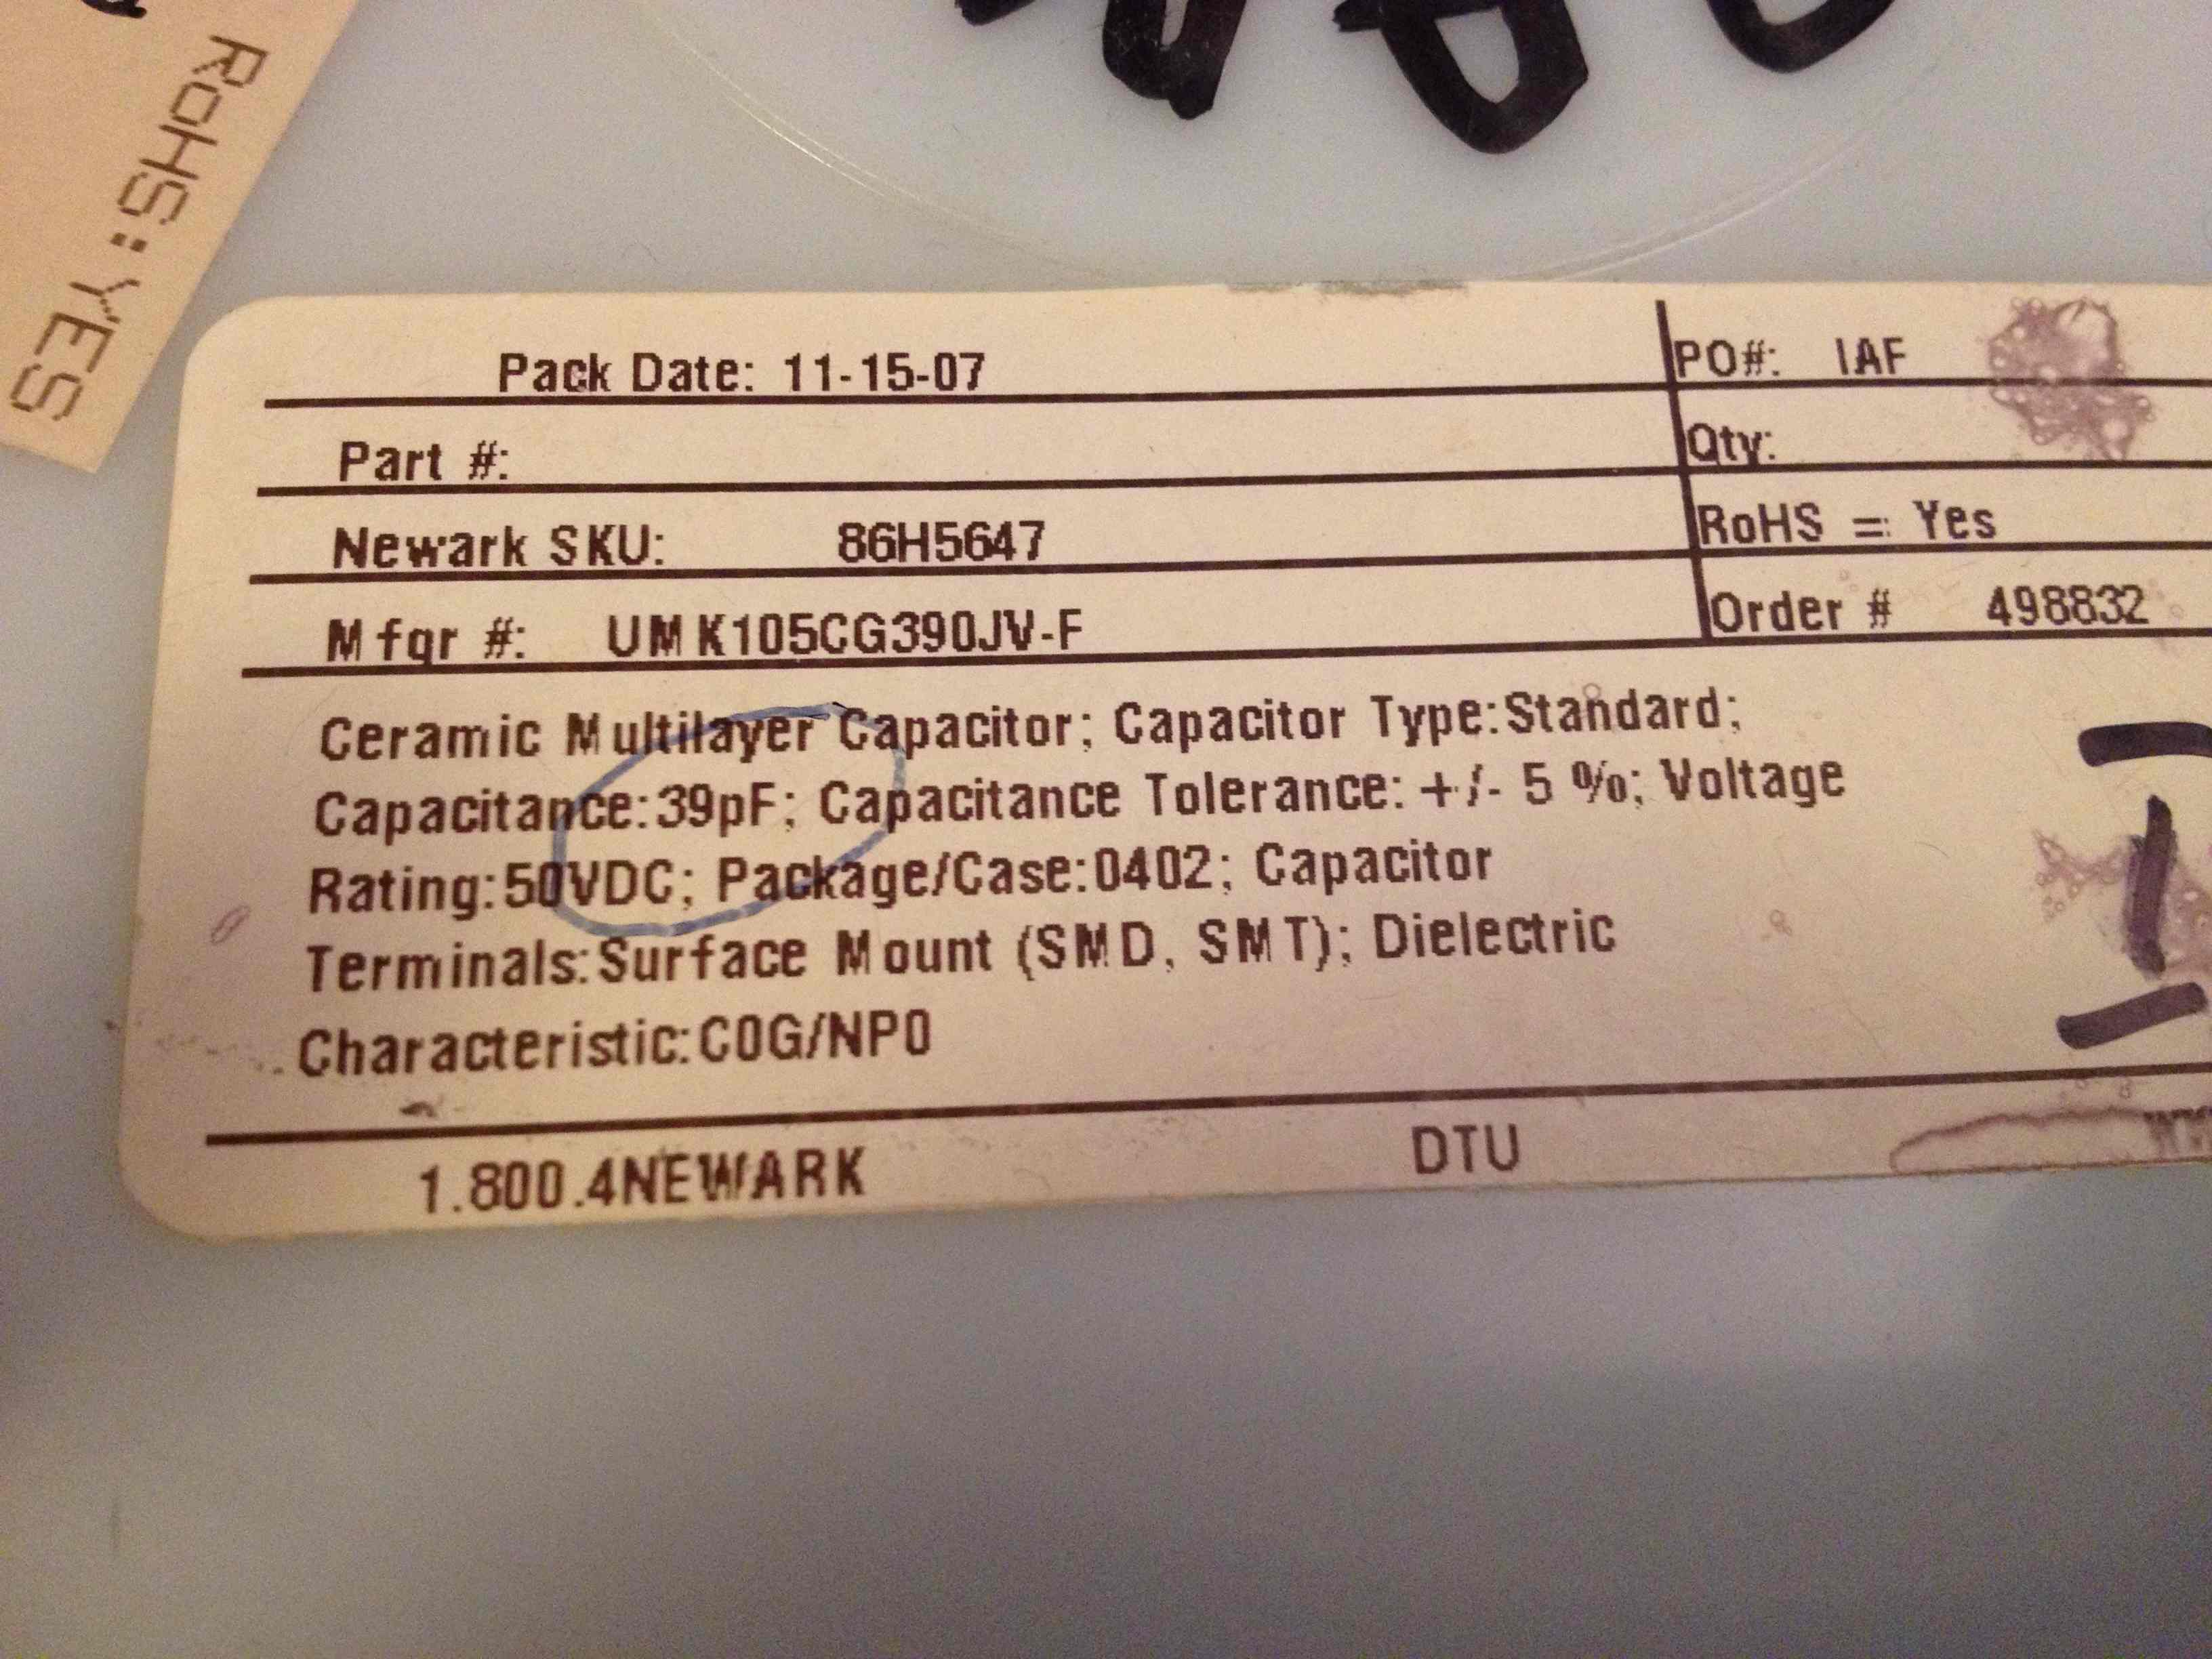 RoHS: YES
Pack Date: 11-15-07
PO#: IAF
Part #:
Qty:
Newark SKU: 86H5647
RoHS = Yes
Mfgr #: UMK105CG390JV-F
Order # 498832
Ceramic Multilayer Capacitor; Capacitor Type:Standard;
Capacitance:39pF; Capacitance Tolerance: +/- 5 %; Voltage
Rating:50VDC; Package/Case:0402; Capacitor
Terminals:Surface Mount (SMD, SMT); Dielectric
Characteristic:C0G/NP0
1.800.4NEWARK
DTU